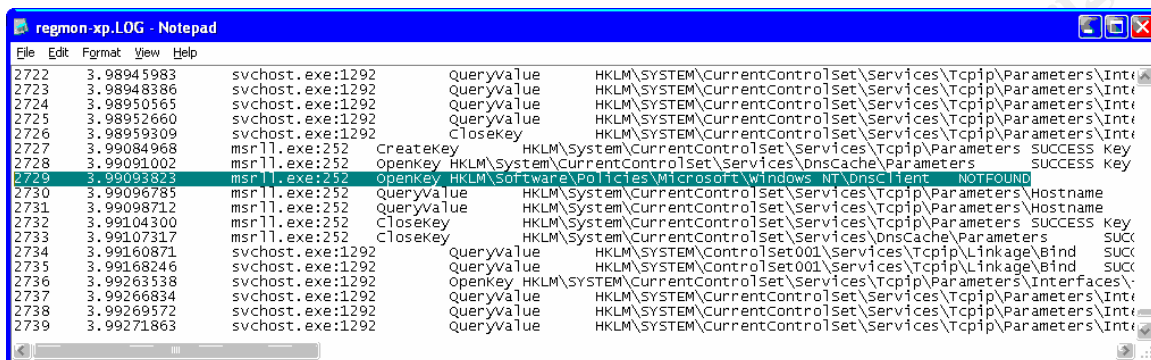 regmon-xp.LOG - Notepad
File Edit Format View Help
2722 3.98945983 svchost.exe:1292 QueryValue HKLM\SYSTEM\CurrentControlSet\Services\Tcpip\Parameters\Inte
2723 3.98948386 svchost.exe:1292 QueryValue HKLM\SYSTEM\CurrentControlSet\Services\Tcpip\Parameters\Inte
2724 3.98950565 svchost.exe:1292 QueryValue HKLM\SYSTEM\CurrentControlSet\Services\Tcpip\Parameters\Inte
2725 3.98952660 svchost.exe:1292 QueryValue HKLM\SYSTEM\CurrentControlSet\Services\Tcpip\Parameters\Inte
2726 3.98959309 svchost.exe:1292 CloseKey HKLM\SYSTEM\CurrentControlSet\Services\Tcpip\Parameters\Inte
2727 3.99084968 msrll.exe:252 CreateKey HKLM\System\CurrentControlSet\Services\Tcpip\Parameters SUCCESS Key
2728 3.99091002 msrll.exe:252 OpenKey HKLM\System\CurrentControlSet\Services\DnsCache\Parameters SUCCESS Key
2729 3.99093823 msrll.exe:252 OpenKey HKLM\Software\Policies\Microsoft\Windows NT\DnsClient NOTFOUND
2730 3.99096785 msrll.exe:252 QueryValue HKLM\System\CurrentControlSet\Services\Tcpip\Parameters\Hostname
2731 3.99098712 msrll.exe:252 QueryValue HKLM\System\CurrentControlSet\Services\Tcpip\Parameters\Hostname
2732 3.99104300 msrll.exe:252 CloseKey HKLM\System\CurrentControlSet\Services\Tcpip\Parameters SUCCESS Key
2733 3.99107317 msrll.exe:252 CloseKey HKLM\System\CurrentControlSet\Services\DnsCache\Parameters SUCC
2734 3.99160871 svchost.exe:1292 QueryValue HKLM\SYSTEM\ControlSet001\Services\Tcpip\Linkage\Bind SUCC
2735 3.99168246 svchost.exe:1292 QueryValue HKLM\SYSTEM\ControlSet001\Services\Tcpip\Linkage\Bind SUCC
2736 3.99263538 svchost.exe:1292 OpenKey HKLM\SYSTEM\CurrentControlSet\Services\Tcpip\Parameters\Interfaces\
2737 3.99266834 svchost.exe:1292 QueryValue HKLM\SYSTEM\CurrentControlSet\Services\Tcpip\Parameters\Inte
2738 3.99269572 svchost.exe:1292 QueryValue HKLM\SYSTEM\CurrentControlSet\Services\Tcpip\Parameters\Inte
2739 3.99271863 svchost.exe:1292 QueryValue HKLM\SYSTEM\CurrentControlSet\Services\Tcpip\Parameters\Inte